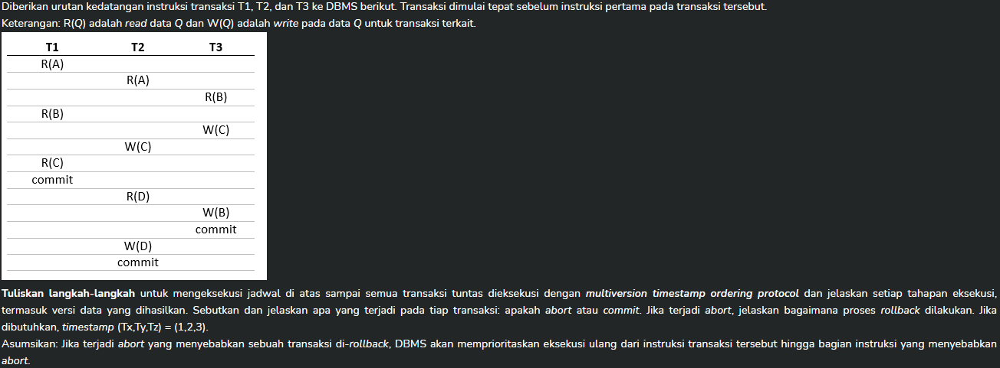 Diberikan urutan kedatangan instruksi transaksi T1, T2, dan T3 ke DBMS berikut. Transaksi dimulai tepat sebelum instruksi pertama pada transaksi tersebut.
Keterangan: R(Q) adalah read data Q dan W(Q) adalah write pada data Q untuk transaksi terkait.
T1 T2 T3
R(A)
R(A)
R(B)
R(B)
W(C)
W(C)
R(C)
commit
R(D)
W(B)
commit
W(D)
commit
Tuliskan langkah-langkah untuk mengeksekusi jadwal di atas sampai semua transaksi tuntas dieksekusi dengan multiversion timestamp ordering protocol dan jelaskan setiap tahapan eksekusi,
termasuk versi data yang dihasilkan. Sebutkan dan jelaskan apa yang terjadi pada tiap transaksi: apakah abort atau commit. Jika terjadi abort, jelaskan bagaimana proses rollback dilakukan. Jika
dibutuhkan, timestamp (Tx,Ty,Tz) = (1,2,3).
Asumsikan: Jika terjadi abort yang menyebabkan sebuah transaksi di-rollback, DBMS akan memprioritaskan eksekusi ulang dari instruksi transaksi tersebut hingga bagian instruksi yang menyebabkan
abort.